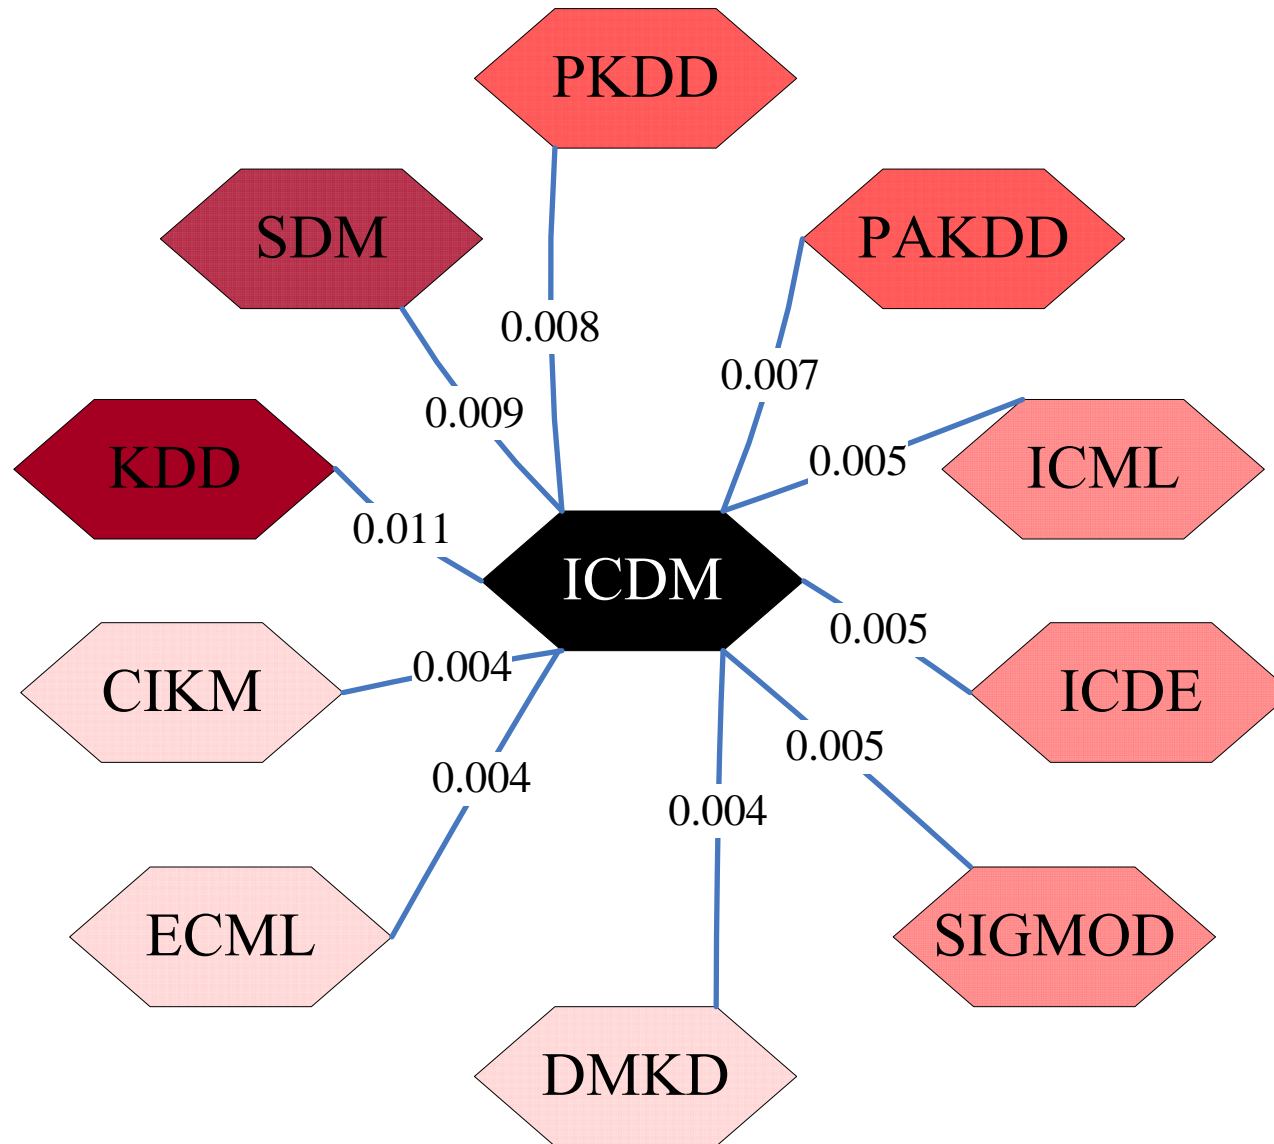 PKDD
SDM
PAKDD
0.008
0.007
0.009
0.005
KDD
ICML
0.011
ICDM
0.005
0.004
CIKM
ICDE
0.005
0.004
0.004
ECML
SIGMOD
DMKD